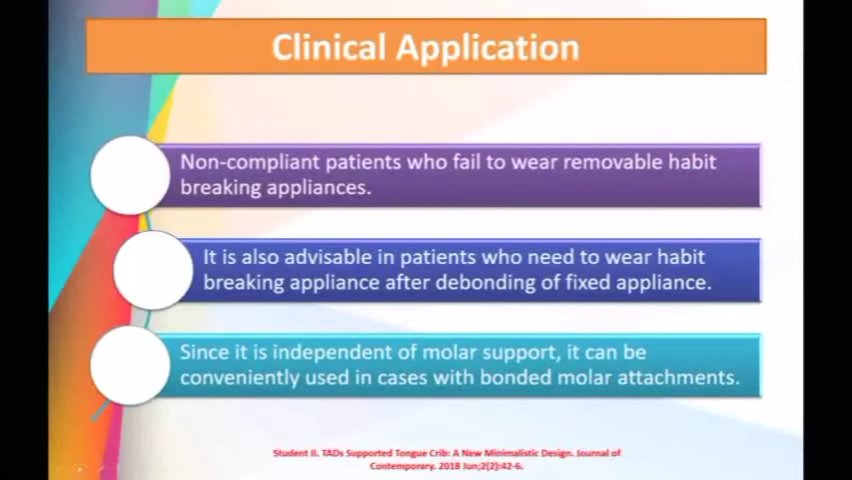 Clinical Application
Non-compliant patients who fail to wear removable habit
breaking appliances.
It is also advisable in patients who need to wear habit
breaking appliance after debonding of fixed appliance.
Since it is independent of molar support, it can be
conveniently used in cases with bonded molar attachments.
Student II. TADs Supported Tongue Crib: A New Minimalistic Design. Journal of
Contemporary. 2018 Jun;2(2):42-6.